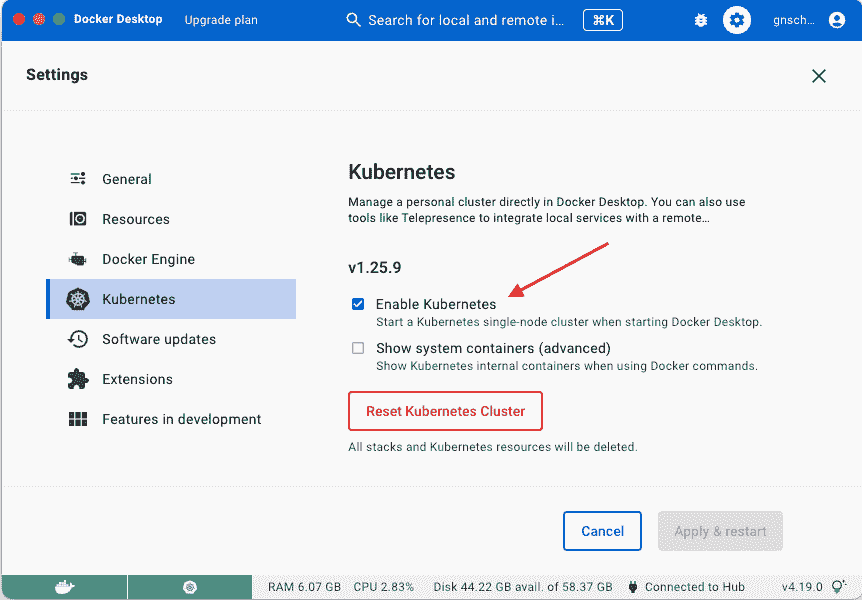 Docker Desktop
Upgrade plan
Search for local and remote i...
⌘K
gnsch...
Settings
General
Resources
Docker Engine
Kubernetes
Software updates
Extensions
Features in development
Kubernetes
Manage a personal cluster directly in Docker Desktop. You can also use
tools like Telepresence to integrate local services with a remote...
v1.25.9
Enable Kubernetes
Start a Kubernetes single-node cluster when starting Docker Desktop.
Show system containers (advanced)
Show Kubernetes internal containers when using Docker commands.
Reset Kubernetes Cluster
All stacks and Kubernetes resources will be deleted.
Cancel
Apply & restart
RAM 6.07 GB
CPU 2.83%
Disk 44.22 GB avail. of 58.37 GB
Connected to Hub
v4.19.0